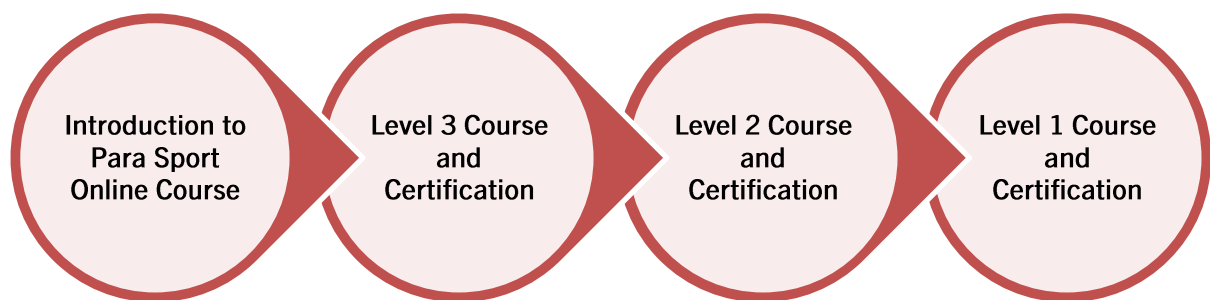 Introduction to
Para Sport
Online Course
Level 3 Course
and
Certification
Level 2 Course
and
Certification
Level 1 Course
and
Certification